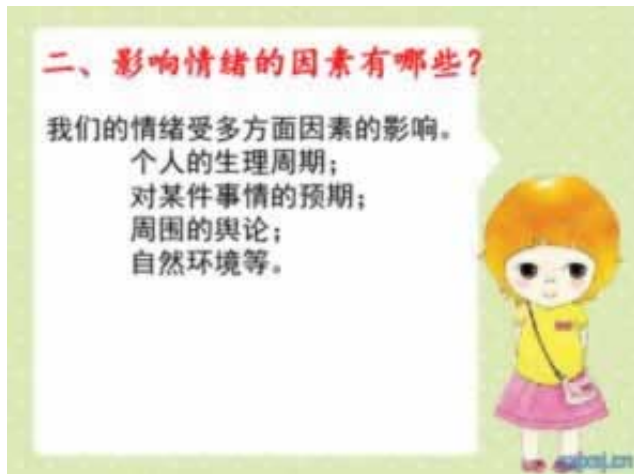 二、影响情绪的因素有哪些？
我们的情绪受多方面因素的影响。
个人的生理周期；
对某件事情的预期；
周围的舆论；
自然环境等。